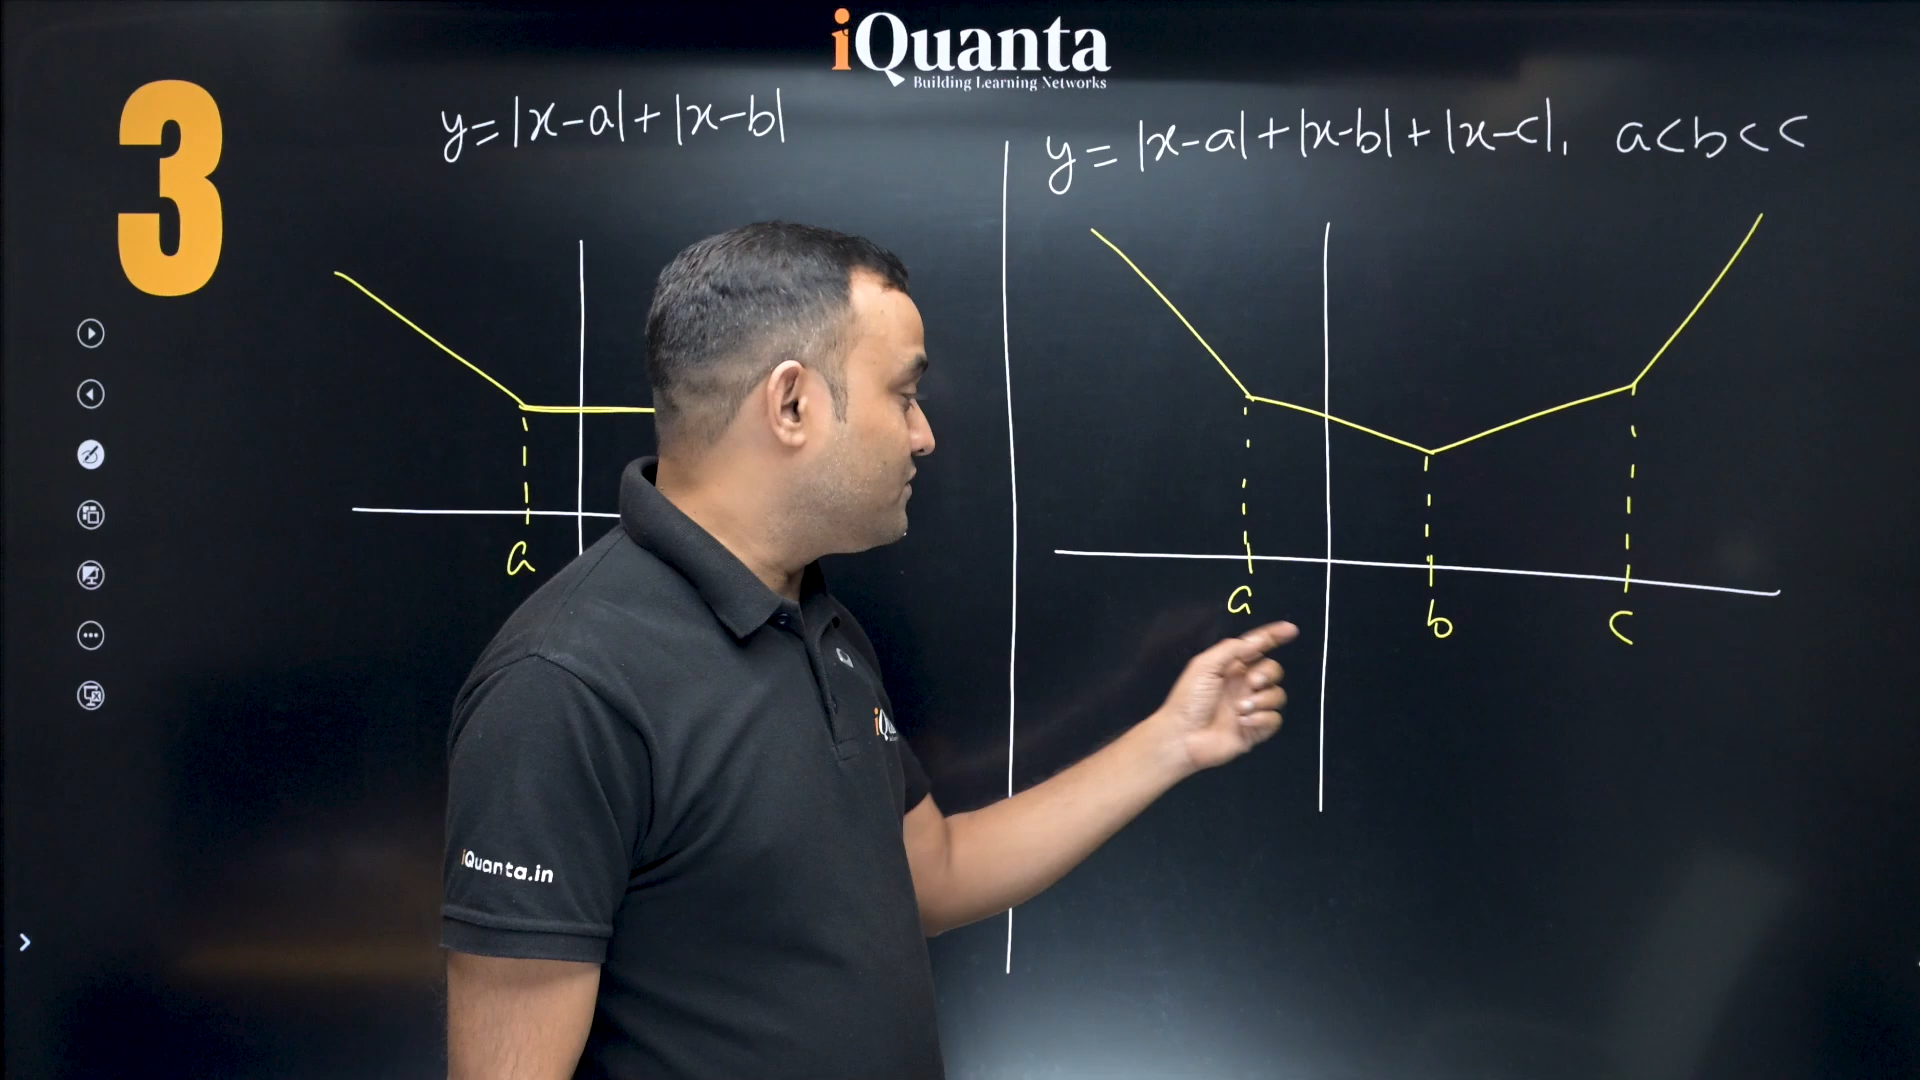 iQuanta
Building Learning Networks
3
y=|x-a|+|x-b|
y=|x-a|+|x-b|+|x-c|, a<b<c
a
a
b
c
iQuanta.in